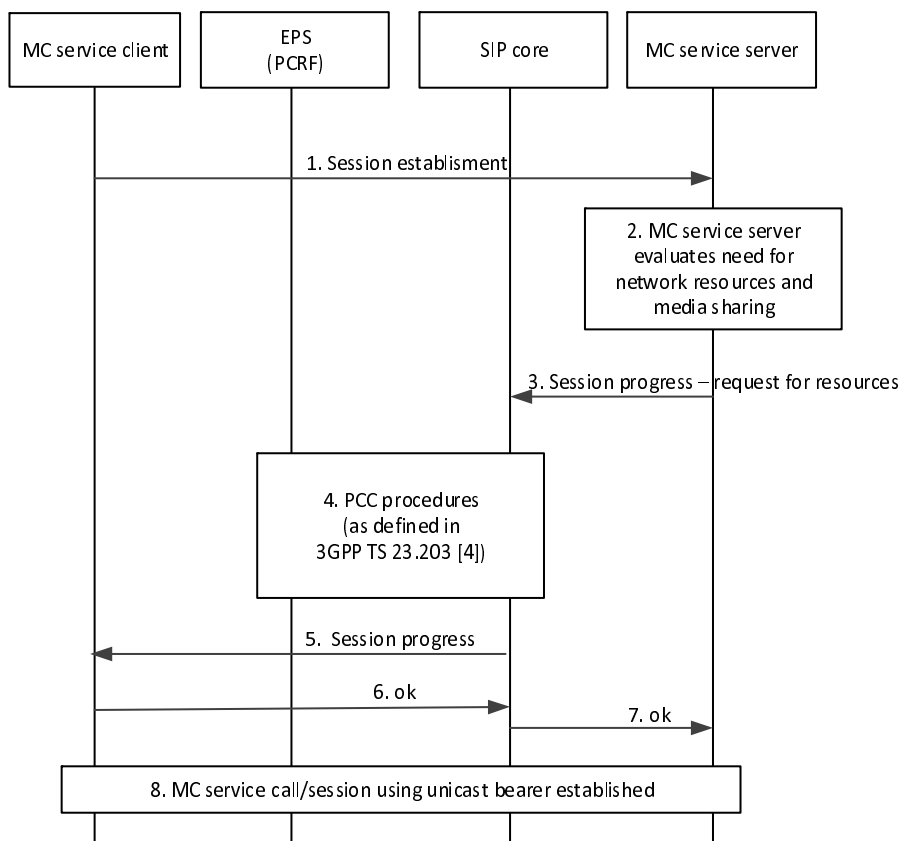 MC service client
EPS
(PCRF)
SIP core
MC service server
1. Session establisment
2. MC service server
evaluates need for
network resources and
media sharing
3. Session progress – request for resources
4. PCC procedures
(as defined in
3GPP TS 23.203 [4])
5. Session progress
6. ok
7. ok
8. MC service call/session using unicast bearer established